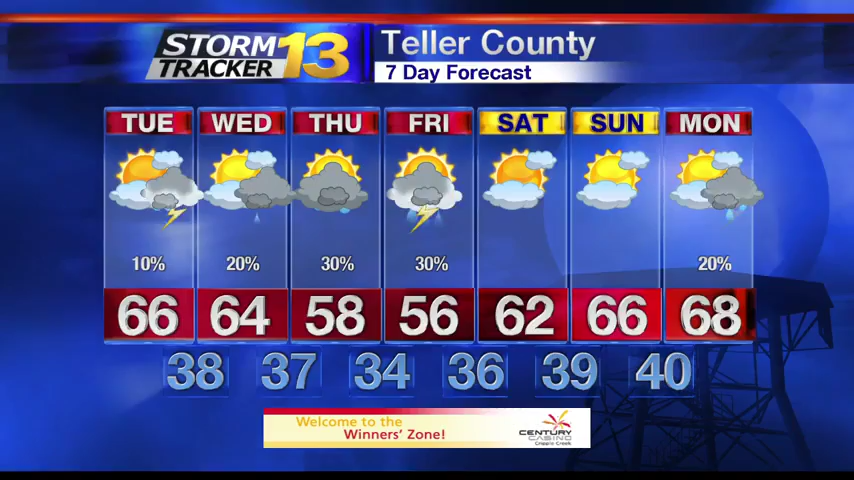 STORM
TRACKER
13
Teller County
7 Day Forecast
TUE WED THU FRI SAT SUN MON
10% 20% 30% 30% 20%
66 64 58 56 62 66 68
38 37 34 36 39 40
Welcome to the
Winners' Zone!
CENTURY
CASINO
Cripple Creek